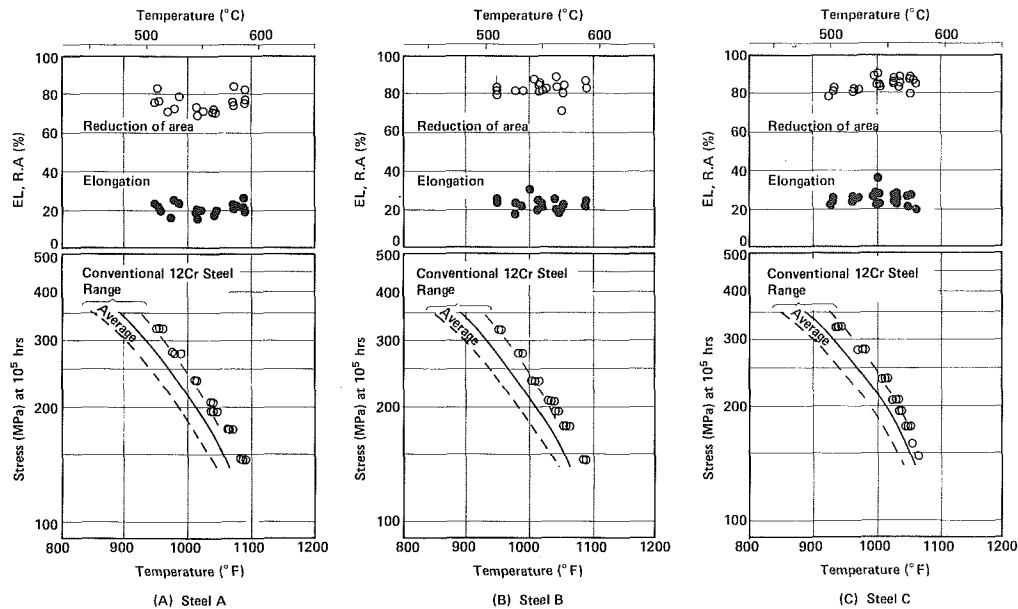 Temperature (°C)
500 600
100
80
60
40
20
0
EL, R.A (%)
Reduction of area
Elongation
500
400
300
200
100
Stress (MPa) at 10⁵ hrs
Conventional 12Cr Steel
Range
Average
800 900 1000 1100 1200
Temperature (°F)
(A) Steel A
Temperature (°C)
500 600
100
80
60
40
20
0
EL, R.A (%)
Reduction of area
Elongation
500
400
300
200
100
Stress (MPa) at 10⁵ hrs
Conventional 12Cr Steel
Range
Average
800 900 1000 1100 1200
Temperature (°F)
(B) Steel B
Temperature (°C)
500 600
100
80
60
40
20
0
EL, R.A (%)
Reduction of area
Elongation
500
400
300
200
100
Stress (MPa) at 10⁵ hrs
Conventional 12Cr Steel
Range
Average
800 900 1000 1100 1200
Temperature (°F)
(C) Steel C